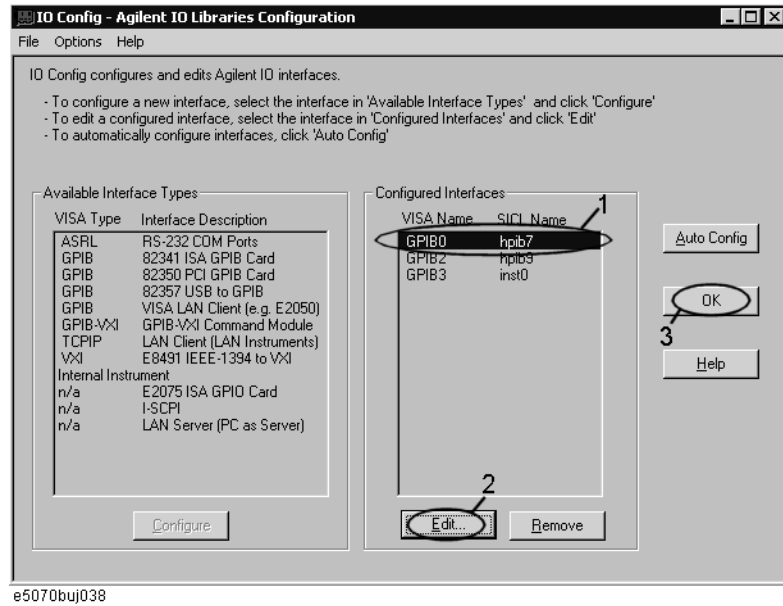 IO Config - Agilent IO Libraries Configuration
File Options Help
IO Config configures and edits Agilent IO interfaces.
- To configure a new interface, select the interface in 'Available Interface Types' and click 'Configure'
- To edit a configured interface, select the interface in 'Configured Interfaces' and click 'Edit'
- To automatically configure interfaces, click 'Auto Config'
Available Interface Types
VISA Type Interface Description
ASRL RS-232 COM Ports
GPIB 82341 ISA GPIB Card
GPIB 82350 PCI GPIB Card
GPIB 82357 USB to GPIB
GPIB VISA LAN Client (e.g. E2050)
GPIB-VXI GPIB-VXI Command Module
TCPIP LAN Client (LAN Instruments)
VXI E8491 IEEE-1394 to VXI
Internal Instrument
n/a E2075 ISA GPIO Card
n/a I-SCPI
n/a LAN Server (PC as Server)
Configure
Configured Interfaces
1
VISA Name SICL Name
GPIB0 hpib7
GPIB2 hpib9
GPIB3 inst0
2
Edit... Remove
Auto Config
OK
3
Help
e5070buj038